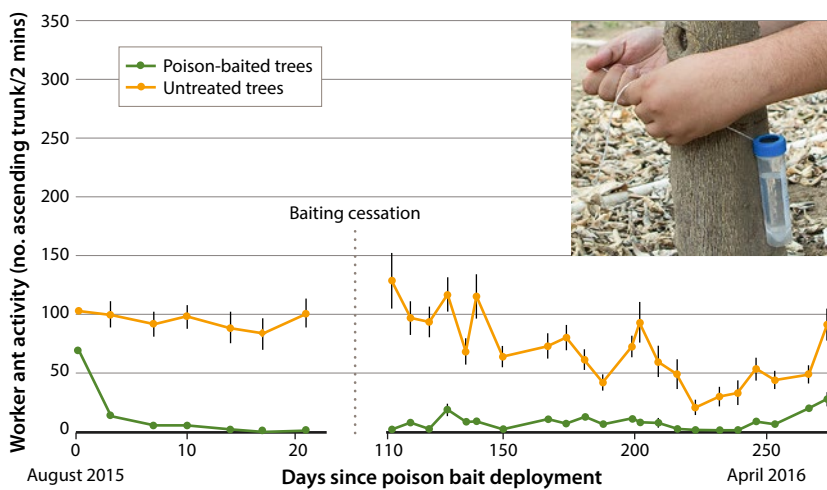 350
300
250
200
150
100
50
0
Worker ant activity (no. ascending trunk/2 mins)
Poison-baited trees
Untreated trees
Baiting cessation
0 10 20 110 150 200 250
August 2015 Days since poison bait deployment April 2016